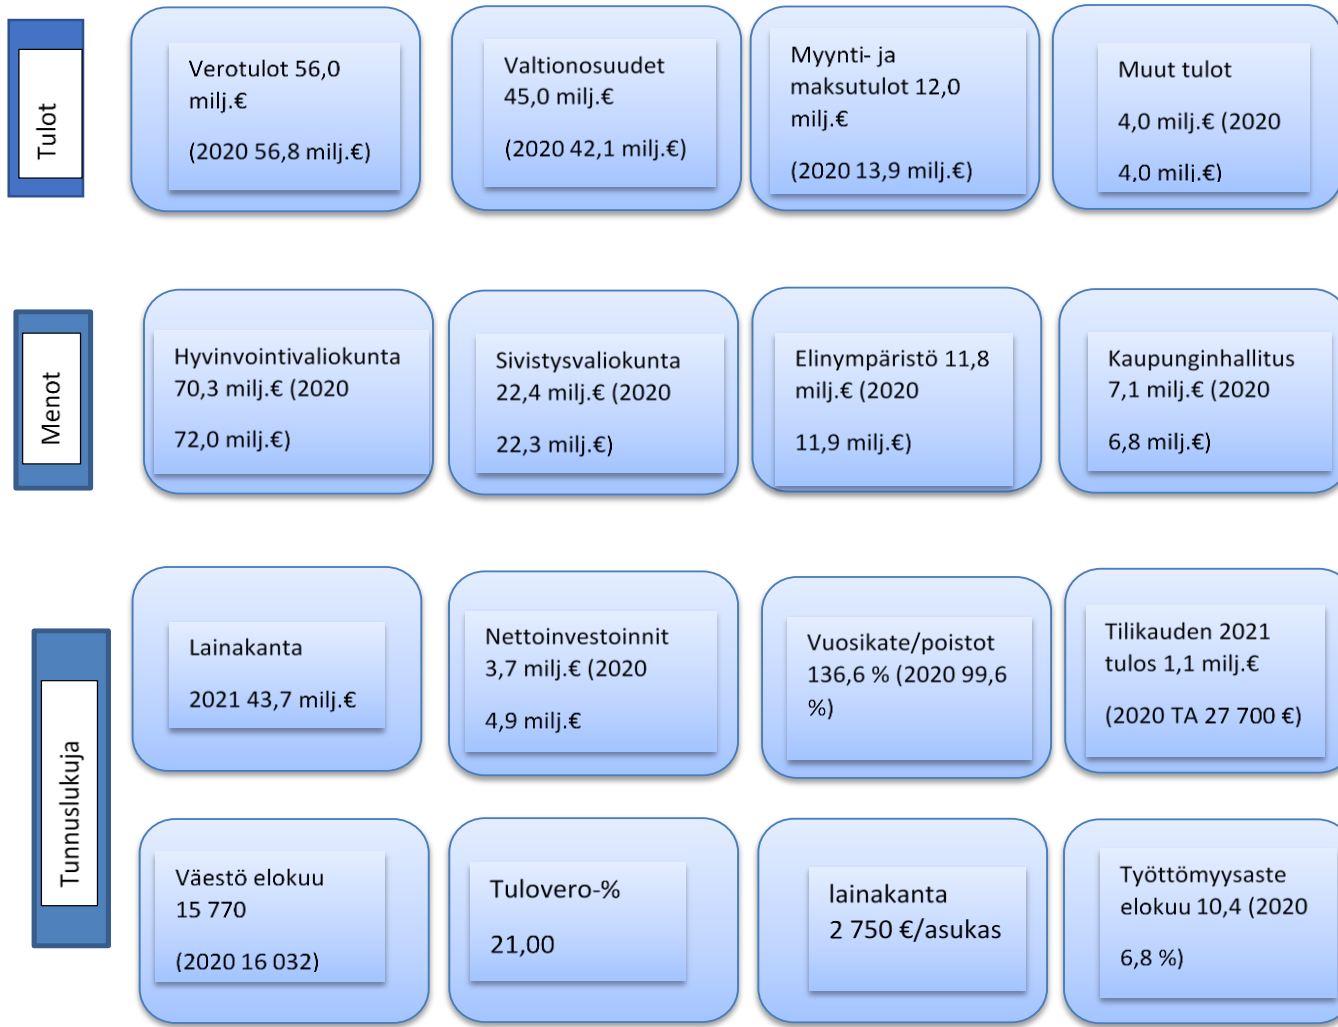 Tulot
Verotulot 56,0
milj.€
(2020 56,8 milj.€)
Valtionosuudet
45,0 milj.€
(2020 42,1 milj.€)
Myynti- ja
maksutulot 12,0
milj.€
(2020 13,9 milj.€)
Muut tulot
4,0 milj.€ (2020
4,0 milj.€)
Menot
Hyvinvointivaliokunta
70,3 milj.€ (2020
72,0 milj.€)
Sivistysvaliokunta
22,4 milj.€ (2020
22,3 milj.€)
Elinympäristö 11,8
milj.€ (2020
11,9 milj.€)
Kaupunginhallitus
7,1 milj.€ (2020
6,8 milj.€)
Tunnuslukuja
Lainakanta
2021 43,7 milj.€
Nettoinvestoinnit
3,7 milj.€ (2020
4,9 milj.€
Vuosikate/poistot
136,6 % (2020 99,6
%)
Tilikauden 2021
tulos 1,1 milj.€
(2020 TA 27 700 €)
Väestö elokuu
15 770
(2020 16 032)
Tulovero-%
21,00
lainakanta
2 750 €/asukas
Työttömyysaste
elokuu 10,4 (2020
6,8 %)